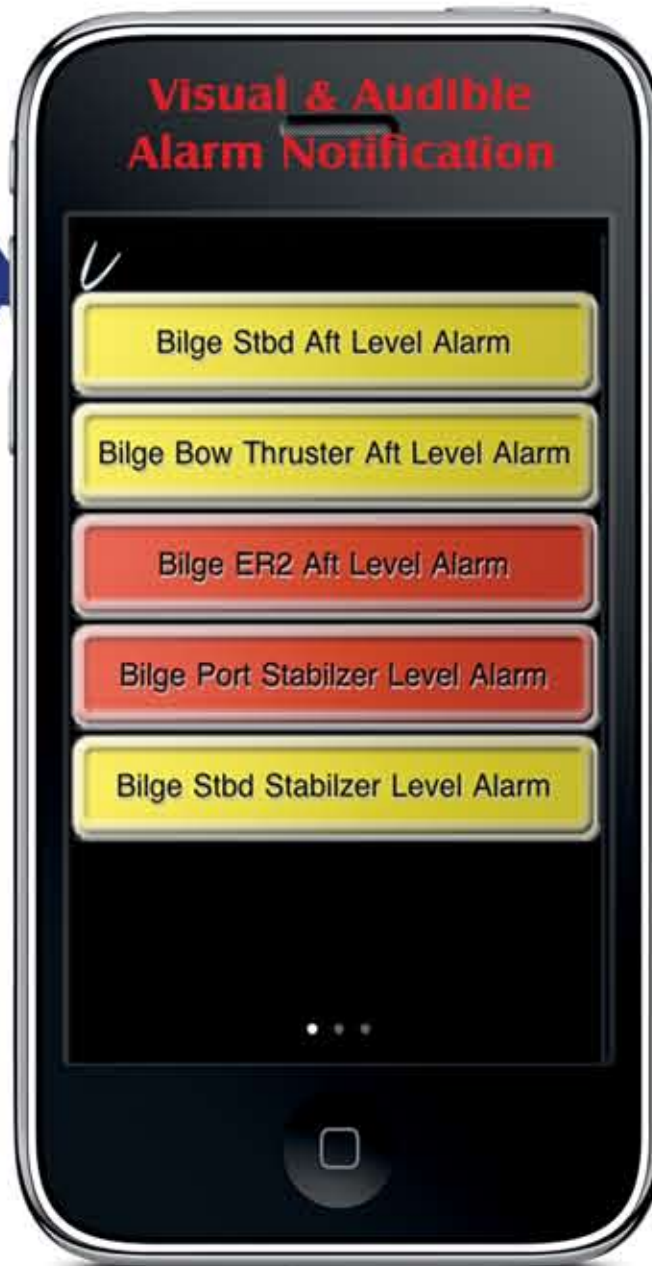 Visual & Audible
Alarm Notification
Bilge Stbd Aft Level Alarm
Bilge Bow Thruster Aft Level Alarm
Bilge ER2 Aft Level Alarm
Bilge Port Stabilzer Level Alarm
Bilge Stbd Stabilzer Level Alarm